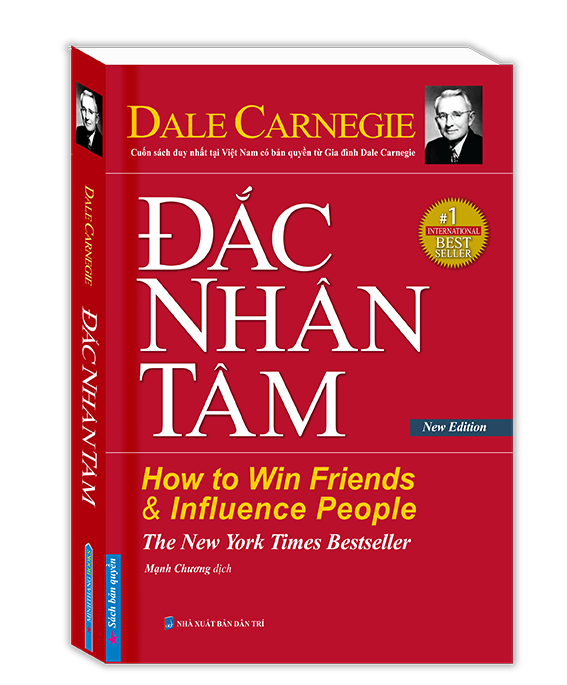 DALE CARNEGIE
Cuốn sách duy nhất tại Việt Nam có bản quyền từ Gia đình Dale Carnegie
ĐẮC
NHÂN
TÂM
#1
INTERNATIONAL
BEST
SELLER
New Edition
How to Win Friends
& Influence People
The New York Times Bestseller
Mạnh Chương dịch
NHÀ XUẤT BẢN DÂN TRÍ
DALE CARNEGIE
ĐẮC NHÂN TÂM
MINHTHANGBOOKS
Sách bản quyền